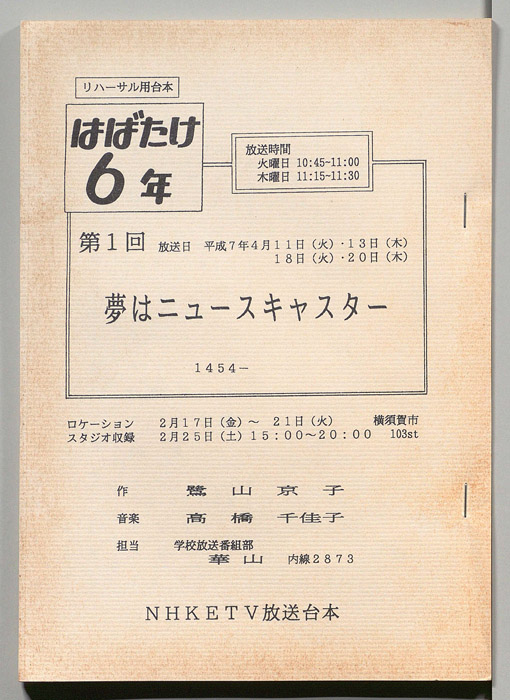 リハーサル用台本
はばたけ
6年
放送時間
火曜日 10:45~11:00
木曜日 11:15~11:30
第1回 放送日 平成7年4月11日(火)・13日(木)
18日(火)・20日(木)
夢はニュースキャスター
1454−
ロケーション 2月17日(金)～ 21日(火) 横須賀市
スタジオ収録 2月25日(土)15:00～20:00 103st
作 鷺山京子
音楽 高橋千佳子
担当 学校放送番組部
華山 内線2873
NHKETV放送台本